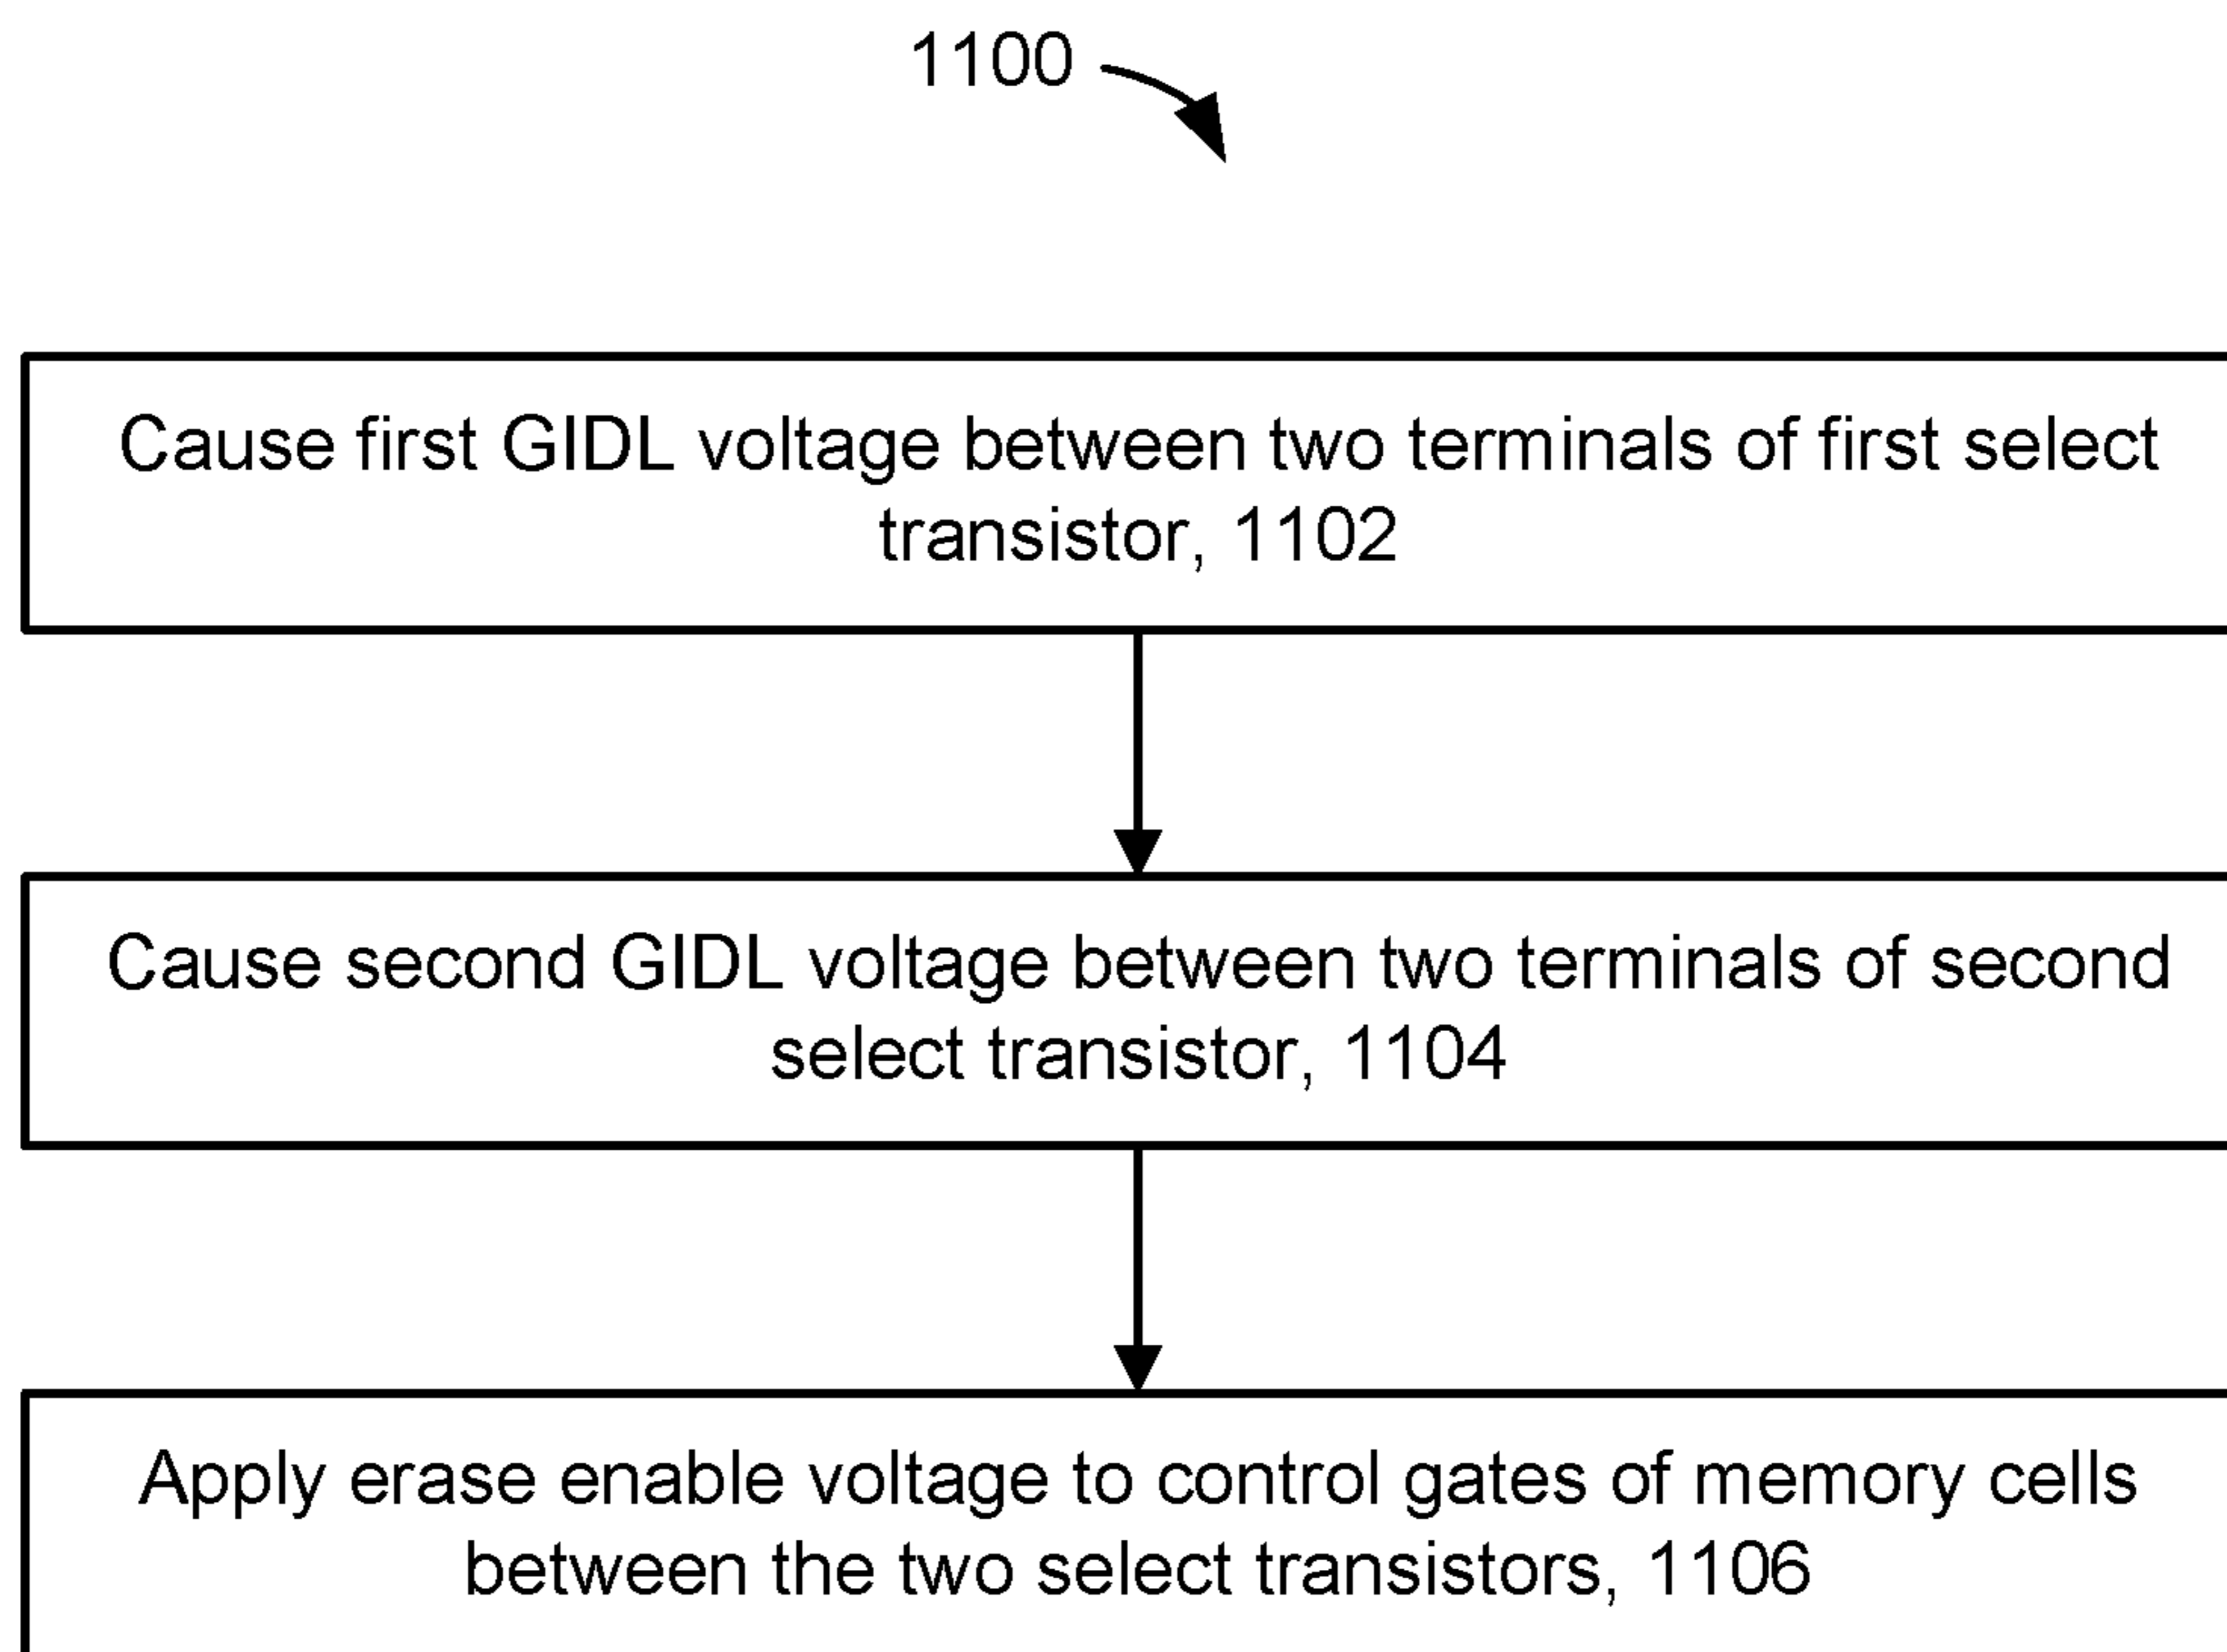 1100
Cause first GIDL voltage between two terminals of first select
transistor, 1102
Cause second GIDL voltage between two terminals of second
select transistor, 1104
Apply erase enable voltage to control gates of memory cells
between the two select transistors, 1106